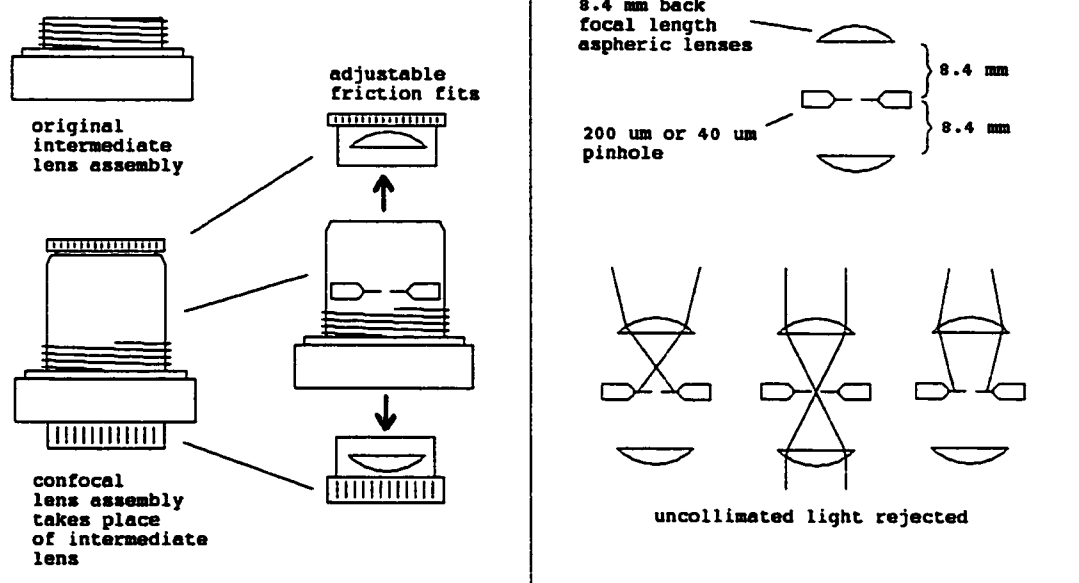 original
intermediate
lens assembly
adjustable
friction fits
confocal
lens assembly
takes place
of intermediate
lens
8.4 mm back
focal length
aspheric lenses
8.4 mm
200 um or 40 um
pinhole
8.4 mm
uncollimated light rejected